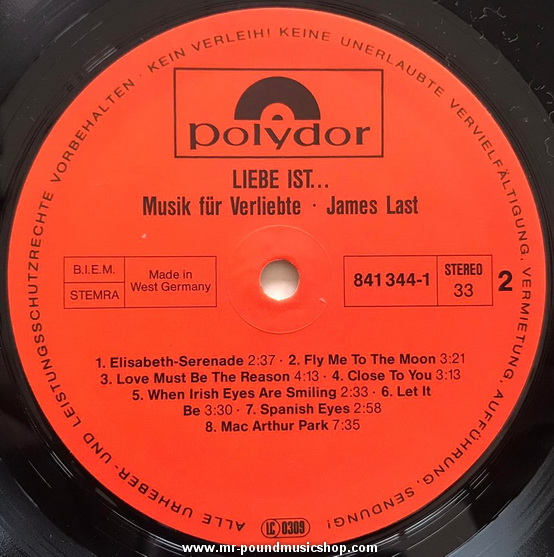 ALLE URHEBER- UND LEISTUNGSSCHUTZRECHTE VORBEHALTEN · KEIN VERLEIH! KEINE UNERLAUBTE VERVIELFÄLTIGUNG, VERMIETUNG, AUFFÜHRUNG, SENDUNG!
polydor
LIEBE IST...
Musik für Verliebte · James Last
B.I.E.M.
STEMRA
Made in
West Germany
841 344-1
STEREO
33
2
1. Elisabeth-Serenade 2:37 · 2. Fly Me To The Moon 3:21
3. Love Must Be The Reason 4:13 · 4. Close To You 3:13
5. When Irish Eyes Are Smiling 2:33 · 6. Let It
Be 3:30 · 7. Spanish Eyes 2:58
8. Mac Arthur Park 7:35
LC 0309
www.mr-poundmusicshop.com